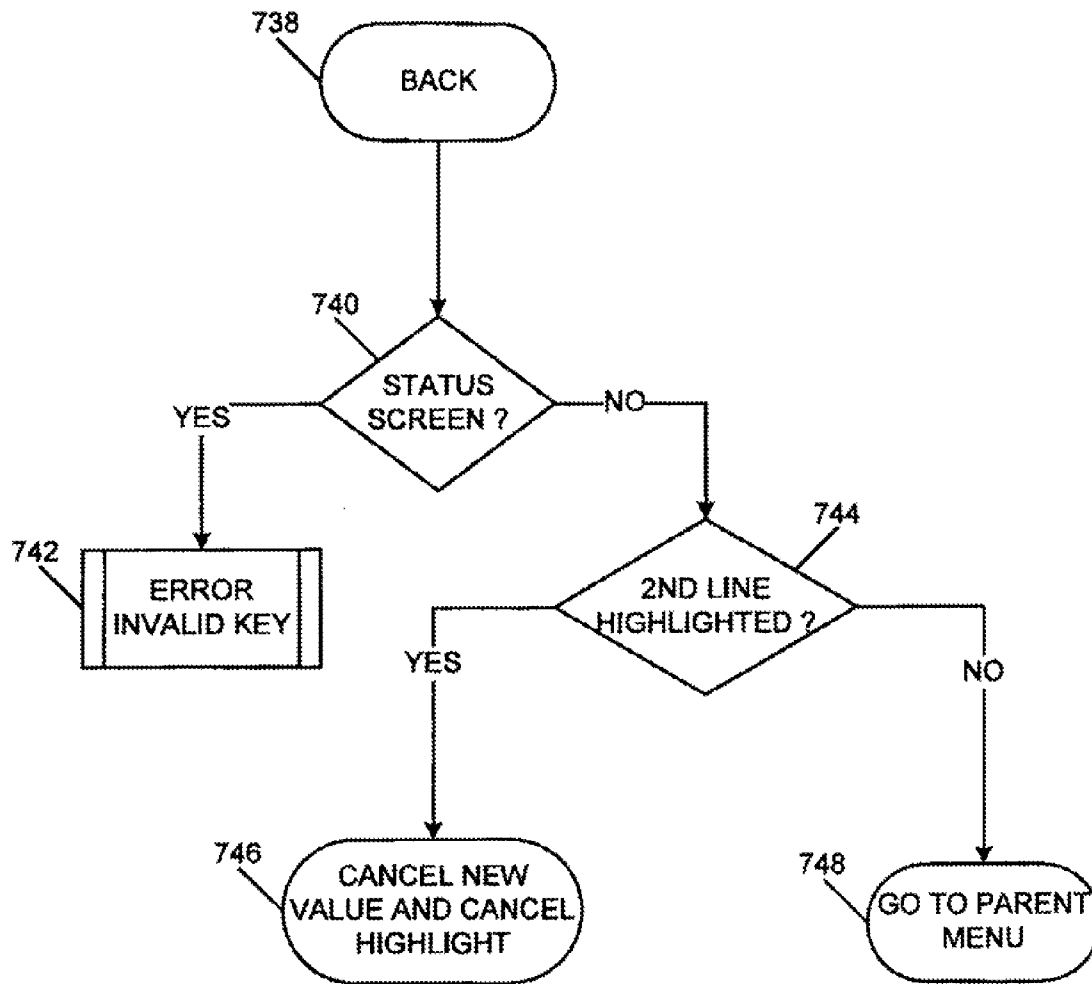 738
BACK
740
STATUS
SCREEN ?
YES
NO
742
ERROR
INVALID KEY
744
2ND LINE
HIGHLIGHTED ?
YES
NO
746
CANCEL NEW
VALUE AND CANCEL
HIGHLIGHT
748
GO TO PARENT
MENU